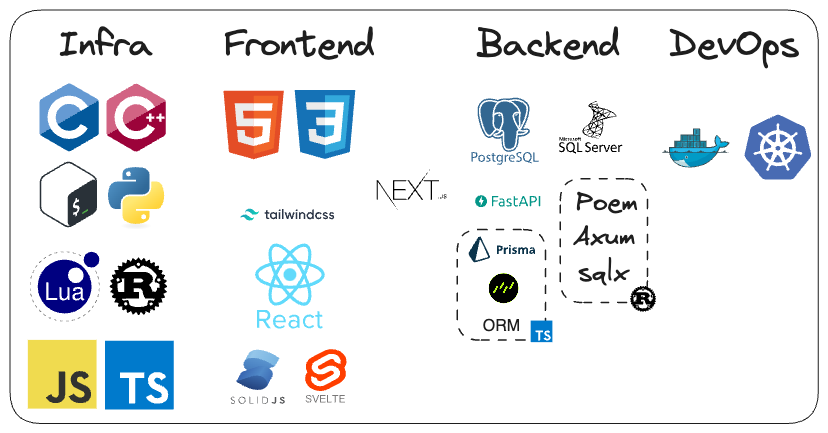 Infra
Frontend
Backend
DevOps
C
C++
5
3
PostgreSQL
Microsoft
SQL Server
$_
NEXT.JS
FastAPI
Poem
Axum
sqlx
tailwindcss
Prisma
Lua
R
React
ORM
TS
R
JS
TS
SOLIDJS
SVELTE